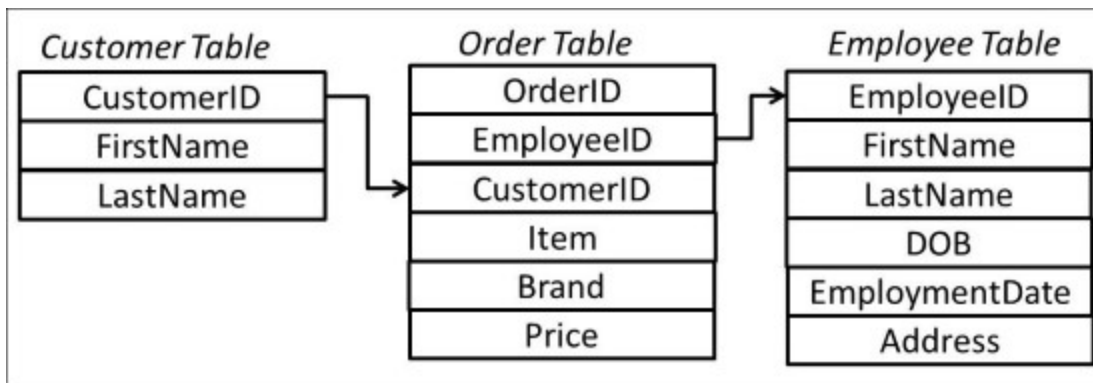 Customer Table
CustomerID
FirstName
LastName
Order Table
OrderID
EmployeeID
CustomerID
Item
Brand
Price
Employee Table
EmployeeID
FirstName
LastName
DOB
EmploymentDate
Address